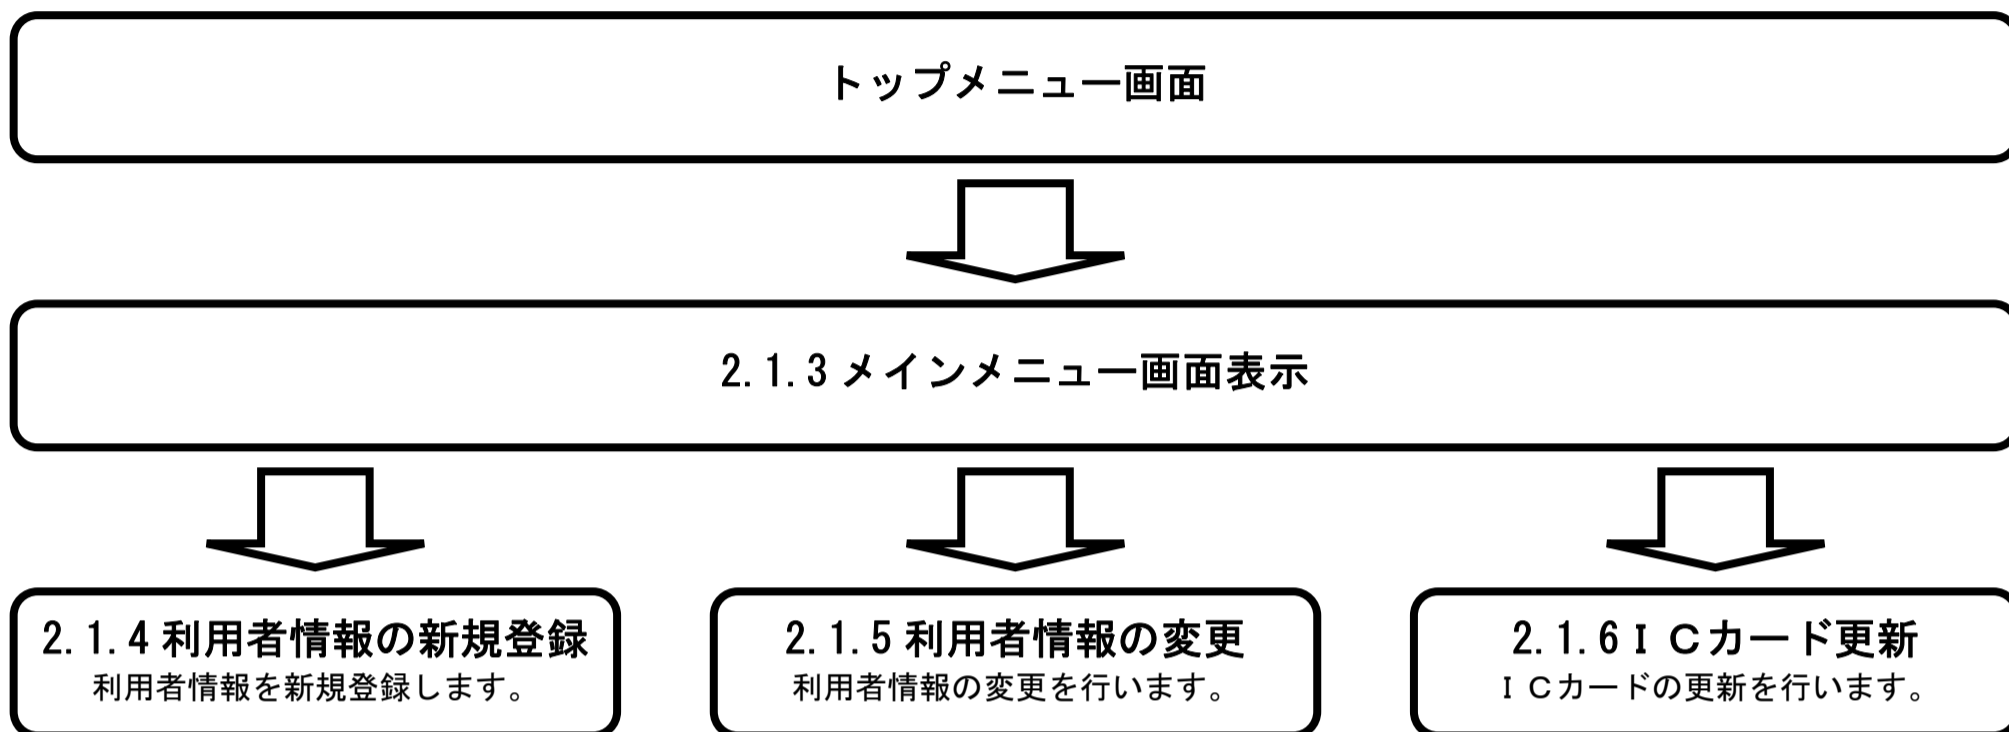 トップメニュー画面
2.1.3 メインメニュー画面表示
2.1.4 利用者情報の新規登録
利用者情報を新規登録します。
2.1.5 利用者情報の変更
利用者情報の変更を行います。
2.1.6 ＩＣカード更新
ＩＣカードの更新を行います。